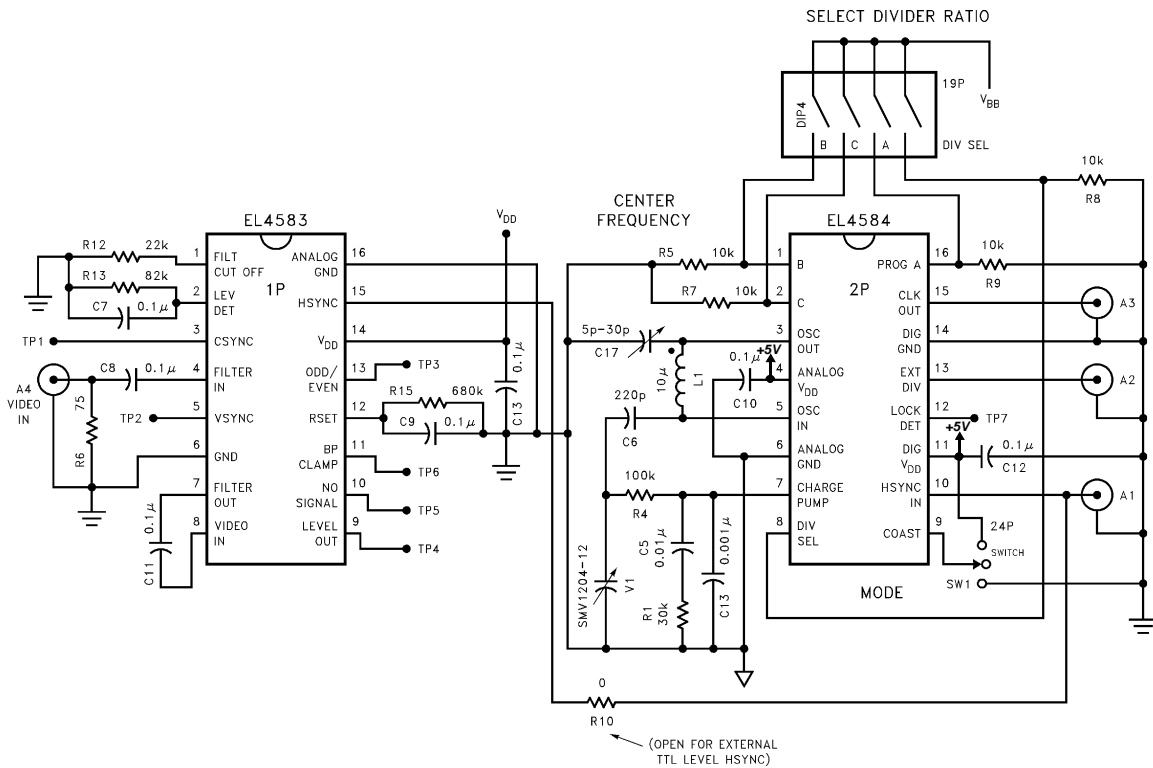 SELECT DIVIDER RATIO
19P
V_BB
DIP4
B C A
DIV SEL
10k
R8
CENTER
FREQUENCY
EL4583
1P
R12 22k
R13 82k
C7 0.1μ
TP1
C8 0.1μ
A4
VIDEO
IN
75
R6
TP2
C11 0.1μ
1 FILT
CUT OFF
2 LEV
DET
3 CSYNC
4 FILTER
IN
5 VSYNC
6 GND
7 FILTER
OUT
8 VIDEO
IN
ANALOG 16
GND
HSYNC 15
V_DD 14
ODD/ 13
EVEN
RSET 12
BP 11
CLAMP
NO 10
SIGNAL
LEVEL 9
OUT
V_DD
TP3
R15 680k
C9 0.1μ
C13 0.1μ
TP6
TP5
TP4
EL4584
2P
R5 10k
R7 10k
5p-30p
C17
10μ L1
0.1μ
+5V
C10
220p
C6
100k
R4
SMV1204-12
V1
C5
0.01μ
R1
30k
C13 0.001μ
1 B
2 C
3 OSC
OUT
4 ANALOG
V_DD
5 OSC
IN
6 ANALOG
GND
7 CHARGE
PUMP
8 DIV
SEL
PROG A 16
CLK 15
OUT
DIG 14
GND
EXT 13
DIV
LOCK 12
DET
DIG 11
V_DD
HSYNC 10
IN
COAST 9
10k
R9
A3
A2
TP7
+5V
0.1μ
C12
A1
24P
SWITCH
SW1
MODE
0
R10
(OPEN FOR EXTERNAL
TTL LEVEL HSYNC)